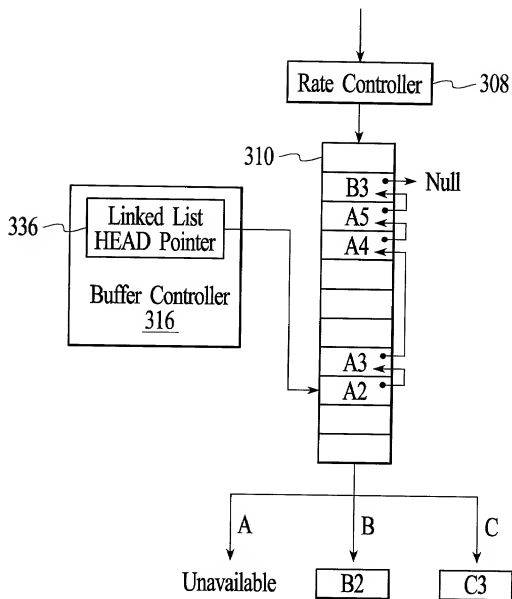 Rate Controller
308
310
B3
Null
336
Linked List
HEAD Pointer
A5
A4
Buffer Controller
316
A3
A2
A
B
C
Unavailable
B2
C3